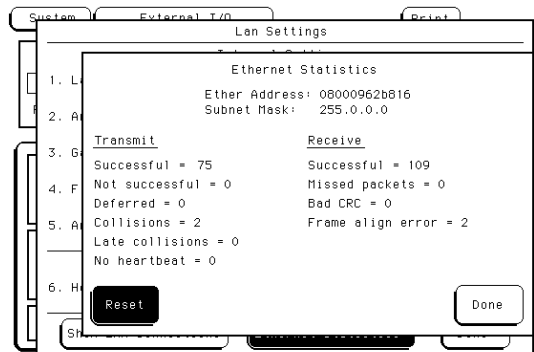 System External I/O Print
Lan Settings
1. L
2. A
3. G
4. F
5. A
6. H
Ethernet Statistics
Ether Address: 08000962b816
Subnet Mask: 255.0.0.0
Transmit
Successful = 75
Not successful = 0
Deferred = 0
Collisions = 2
Late collisions = 0
No heartbeat = 0
Receive
Successful = 109
Missed packets = 0
Bad CRC = 0
Frame align error = 2
Reset
Done